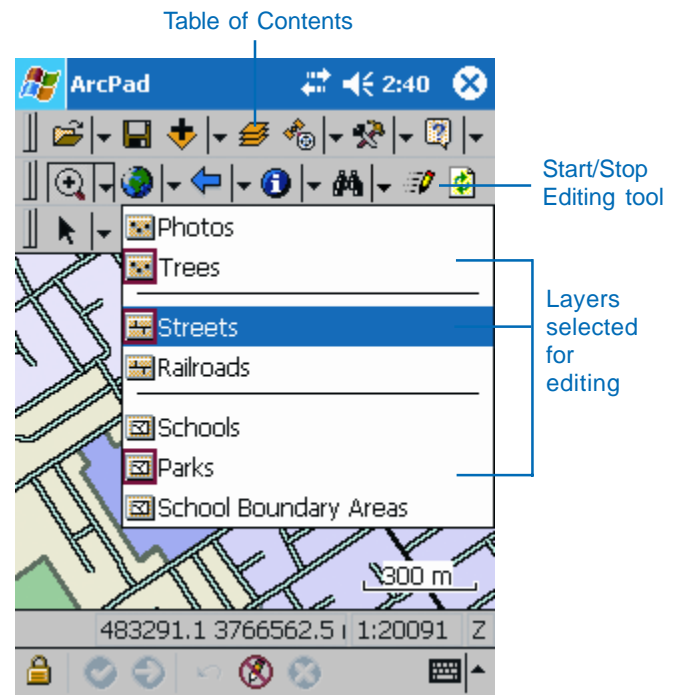 Table of Contents
ArcPad
2:40
Start/Stop
Editing tool
Photos
Trees
Streets
Railroads
Schools
Parks
School Boundary Areas
Layers
selected
for
editing
300 m
483291.1 3766562.5
1:20091
Z